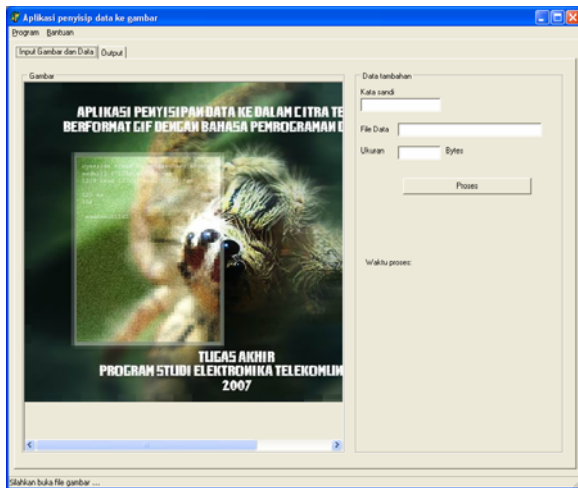 Aplikasi penyisip data ke gambar
Program Bantuan
Input Gambar dan Data Output
Gambar
APLIKASI PENYISIPAN DATA KE DALAM CITRA TE
BERFORMAT GIF DENGAN BAHASA PEMROGRAMAN D
TUGAS AKHIR
PROGRAM STUDI ELEKTRONIKA TELEKOMUN
2007
Data tambahan
Kata sandi
File Data
Ukuran Bytes
Proses
Waktu proses:
Silahkan buka file gambar ...